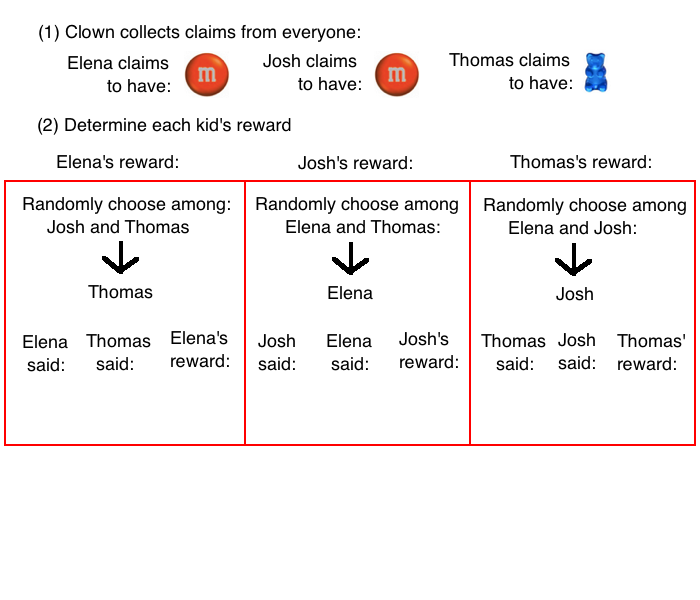 (1) Clown collects claims from everyone:
Elena claims
to have:
m
Josh claims
to have:
m
Thomas claims
to have:
(2) Determine each kid's reward
Elena's reward:
Josh's reward:
Thomas's reward:
Randomly choose among:
Josh and Thomas
Thomas
Elena
said:
Thomas
said:
Elena's
reward:
Randomly choose among
Elena and Thomas:
Elena
Josh
said:
Elena
said:
Josh's
reward:
Randomly choose among
Elena and Josh:
Josh
Thomas
said:
Josh
said:
Thomas'
reward: